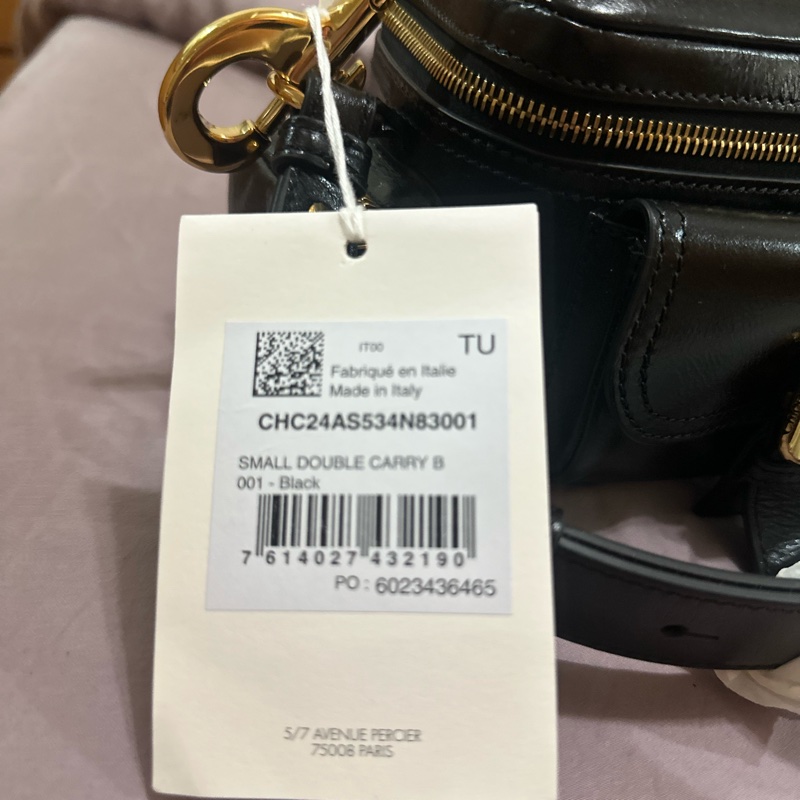 IT00
TU
Fabriqué en Italie
Made in Italy
CHC24AS534N83001
SMALL DOUBLE CARRY B
001 - Black
7 614027 432190
PO : 6023436465
5/7 AVENUE PERCIER
75008 PARIS